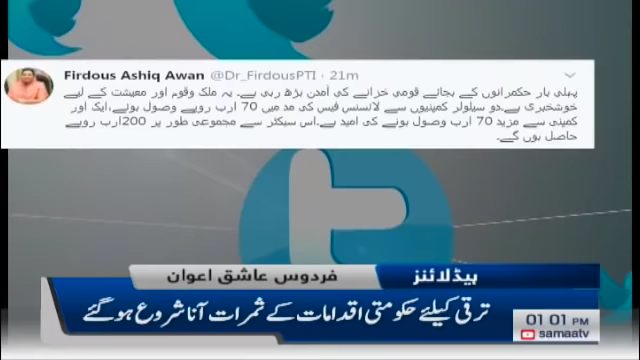 Firdous Ashiq Awan @Dr_FirdousPTI · 21m
پہلی بار حکمرانوں کے بجائے قومی خزانے کی آمدن بڑھ رہی ہے۔ یہ ملک وقوم اور معیشت کے لیے
خوشخبری ہے۔دو سیلولر کمپنیوں سے لائسنس فیس کی مد میں 70 ارب روپے وصول ہوئے،ایک اور
کمپنی سے مزید 70 ارب وصول ہونے کی امید ہے۔اس سیکٹر سے مجموعی طور پر 200ارب روپے
حاصل ہوں گے۔
t
ہیڈلائنز
فردوس عاشق اعوان
ترقی کیلئے حکومتی اقدامات کے ثمرات آنا شروع ہوگئے
01 01 PM
samaatv